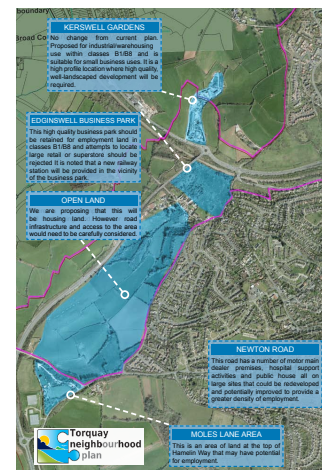 boundary
Broad Co
KERSWELL GARDENS
No change from current plan.
Proposed for industrial/warehousing
use within classes B1/B8 and is
suitable for small business uses. It is a
high profile location where high quality,
well-landscaped development will be
required.
EDGINSWELL BUSINESS PARK
This high quality business park should
be retained for employment land in
classes B1/B8 and attempts to locate
large retail or superstore should be
rejected It is noted that a new railway
station will be provided in the vicinity
of the business park.
OPEN LAND
We are proposing that this will
be housing land. However road
infrastructure and access to the area
would need to be carefully considered.
NEWTON ROAD
This road has a number of motor main
dealer premises, hospital support
activities and public house all on
large sites that could be redeveloped
and potentially improved to provide a
greater density of employment.
MOLES LANE AREA
This is an area of land at the top of
Hamelin Way that may have potential
for employment.
Torquay
neighbourhood
plan